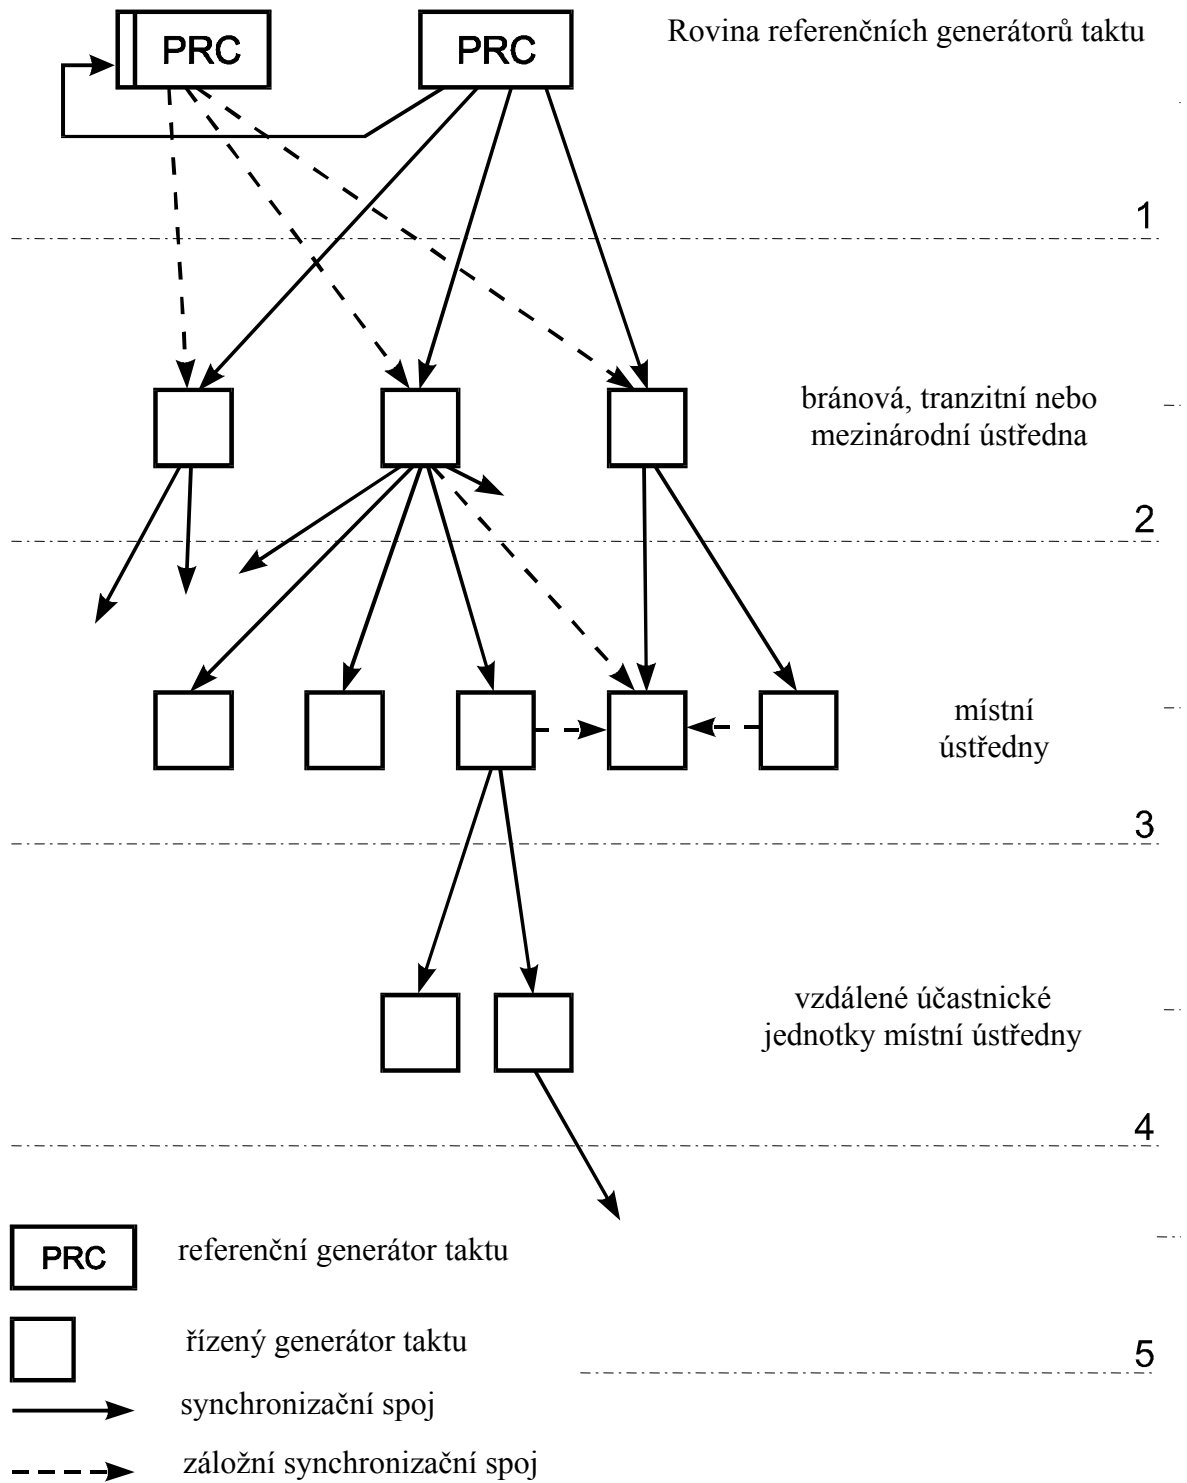 PRC
PRC
Rovina referenčních generátorů taktu
1
bránová, tranzitní nebo
mezinárodní ústředna
2
místní
ústředny
3
vzdálené účastnické
jednotky místní ústředny
4
PRC
referenční generátor taktu
řízený generátor taktu
5
synchronizační spoj
záložní synchronizační spoj